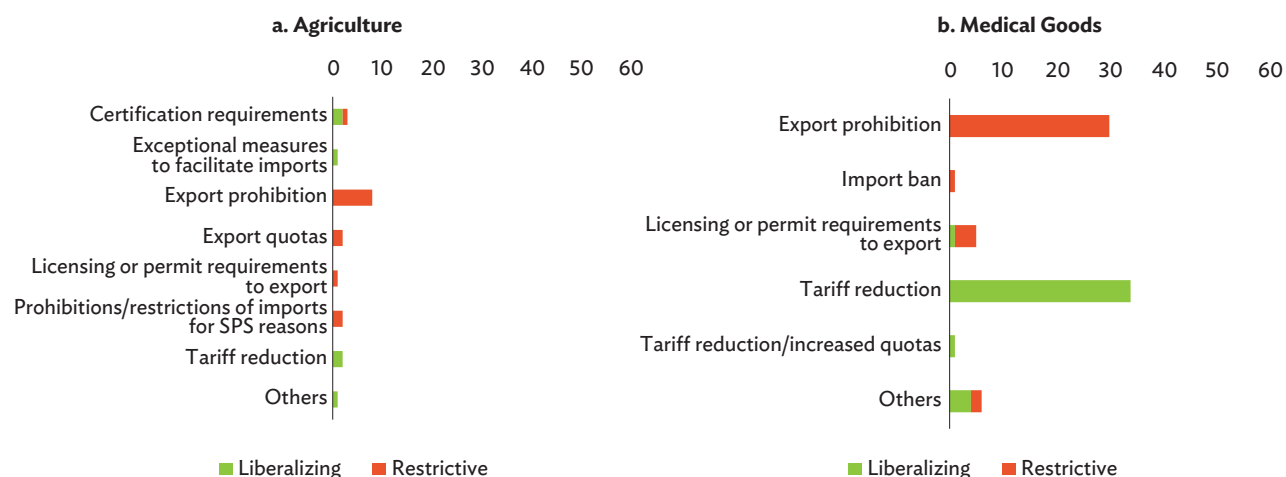 a. Agriculture
0 10 20 30 40 50 60
Certification requirements
Exceptional measures
to facilitate imports
Export prohibition
Export quotas
Licensing or permit requirements
to export
Prohibitions/restrictions of imports
for SPS reasons
Tariff reduction
Others
Liberalizing Restrictive
b. Medical Goods
0 10 20 30 40 50 60
Export prohibition
Import ban
Licensing or permit requirements
to export
Tariff reduction
Tariff reduction/increased quotas
Others
Liberalizing Restrictive